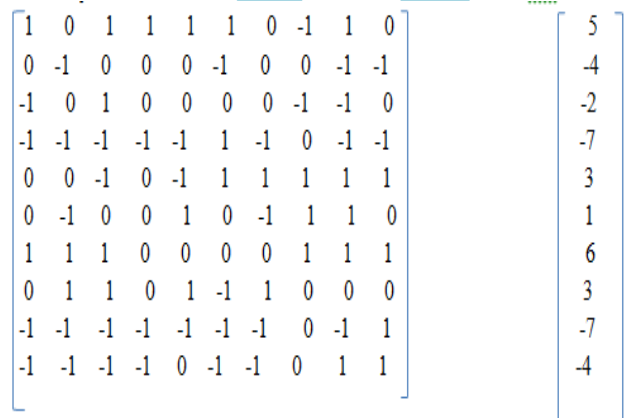 1 0 1 1 1 1 0 -1 1 0 5
0 -1 0 0 0 -1 0 0 -1 -1 -4
-1 0 1 0 0 0 0 -1 -1 0 -2
-1 -1 -1 -1 -1 1 -1 0 -1 -1 -7
0 0 -1 0 -1 1 1 1 1 1 3
0 -1 0 0 1 0 -1 1 1 0 1
1 1 1 0 0 0 0 1 1 1 6
0 1 1 0 1 -1 1 0 0 0 3
-1 -1 -1 -1 -1 -1 -1 0 -1 1 -7
-1 -1 -1 -1 0 -1 -1 0 1 1 -4